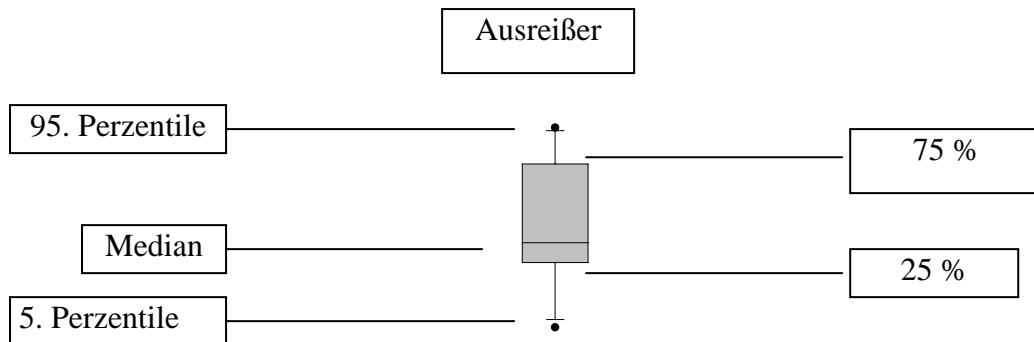 Ausreißer
95. Perzentile
75 %
Median
25 %
5. Perzentile